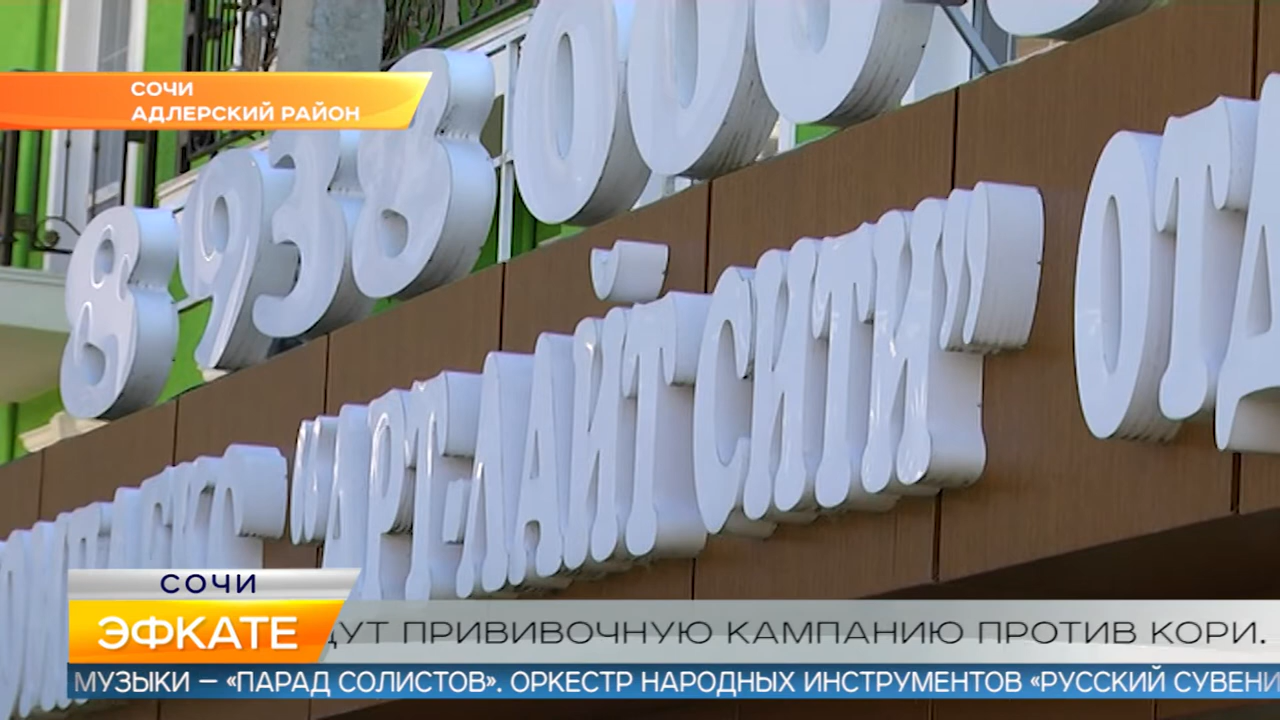 СОЧИ
АДЛЕРСКИЙ РАЙОН
8 938
"АРТ-ЛАЙТ СИТИ" ОТД
СОЧИ
ЭФКАТЕ
ДУТ ПРИВИВОЧНУЮ КАМПАНИЮ ПРОТИВ КОРИ.
МУЗЫКИ – «ПАРАД СОЛИСТОВ». ОРКЕСТР НАРОДНЫХ ИНСТРУМЕНТОВ «РУССКИЙ СУВЕНИ